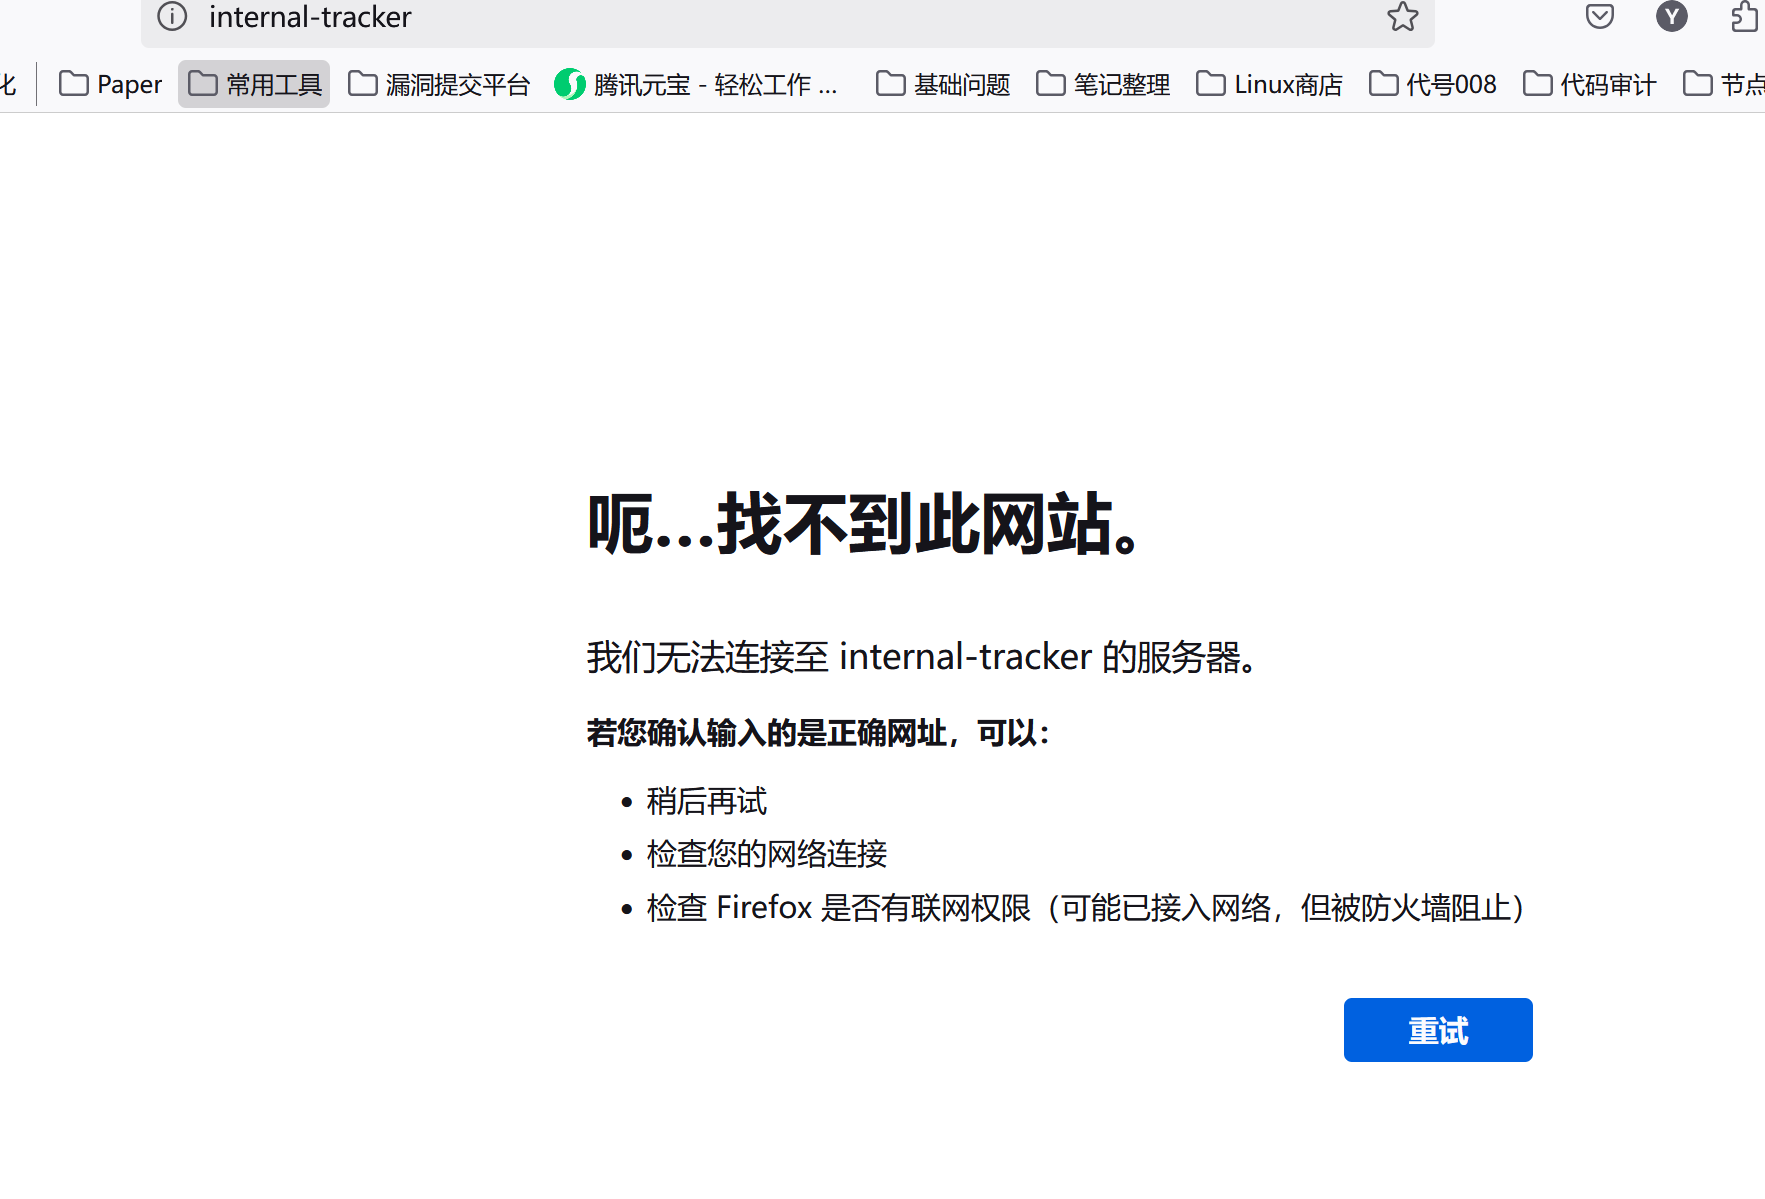 internal-tracker
Y
化 Paper 常用工具 漏洞提交平台 腾讯元宝 - 轻松工作 ... 基础问题 笔记整理 Linux商店 代号008 代码审计 节点
呃…找不到此网站。
我们无法连接至 internal-tracker 的服务器。
若您确认输入的是正确网址，可以：
• 稍后再试
• 检查您的网络连接
• 检查 Firefox 是否有联网权限（可能已接入网络，但被防火墙阻止）
重试